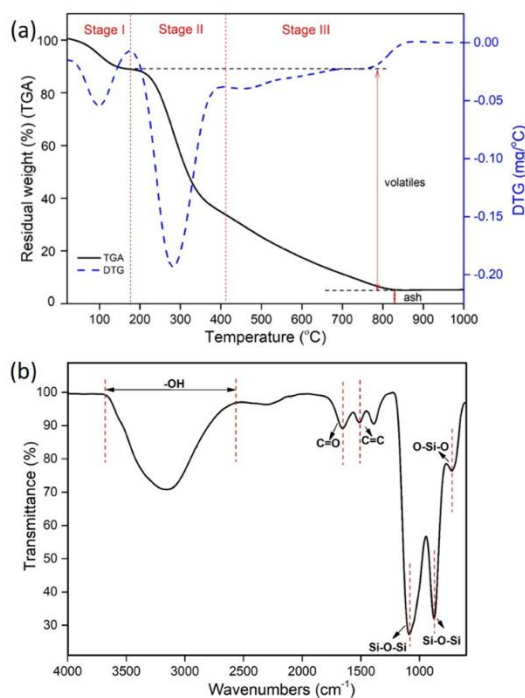 (a)
Stage I
Stage II
Stage III
Residual weight (%) (TGA)
100
80
60
40
20
0
0.00
-0.05
-0.10
-0.15
-0.20
DTG (mg/°C)
volatiles
TGA
DTG
ash
100 200 300 400 500 600 700 800 900 1000
Temperature (°C)
(b)
Transmittance (%)
100
90
80
70
60
50
40
30
-OH
C=O
C=C
O-Si-O
Si-O-Si
Si-O-Si
4000 3500 3000 2500 2000 1500 1000
Wavenumbers (cm⁻¹)